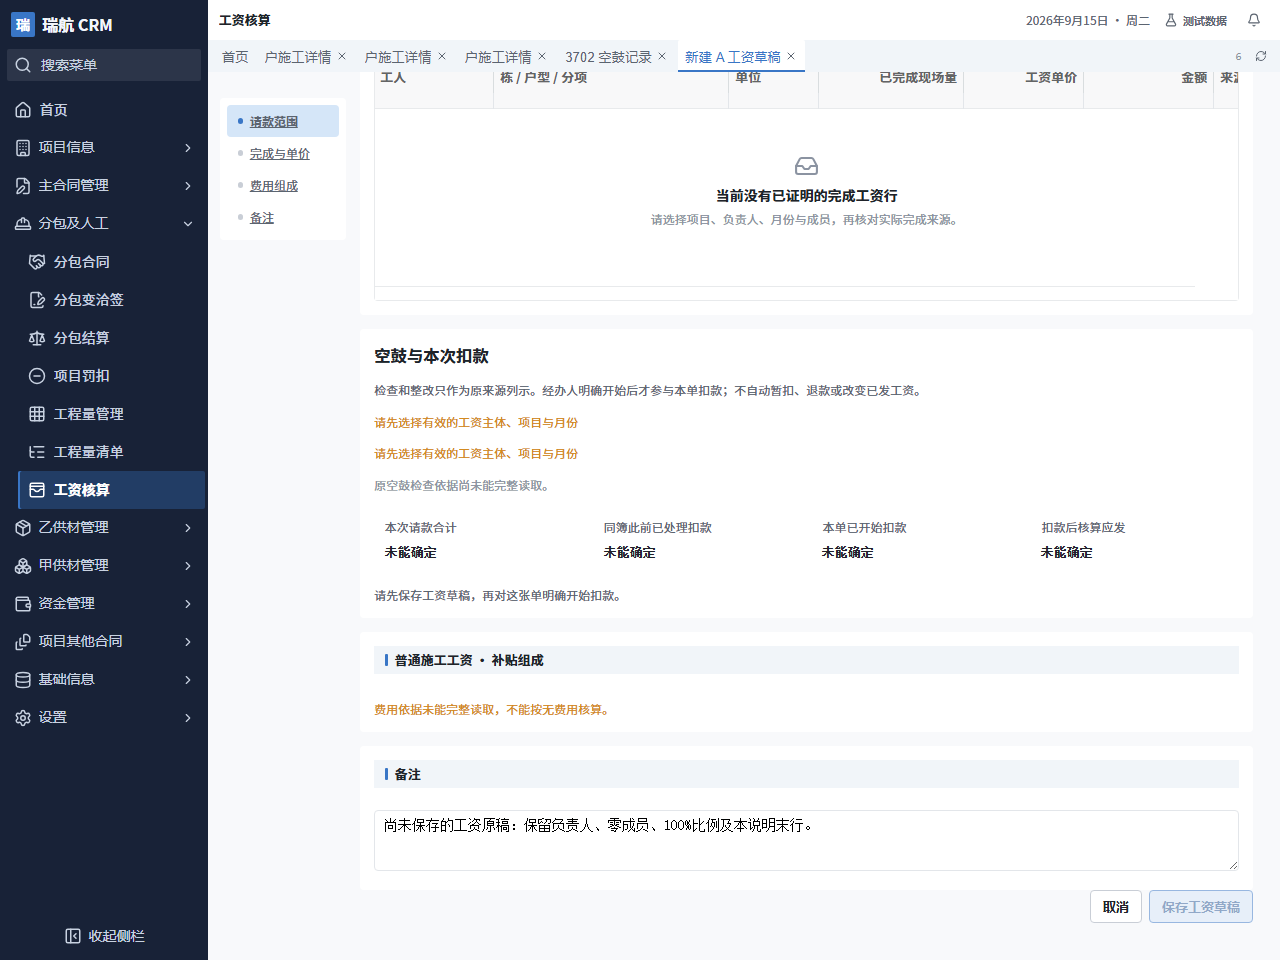 瑞 瑞航 CRM
搜索菜单
首页
项目信息
主合同管理
分包及人工
分包合同
分包变洽签
分包结算
项目罚扣
工程量管理
工程量清单
工资核算
乙供材管理
甲供材管理
资金管理
项目其他合同
基础信息
设置
收起侧栏
工资核算
2026年9月15日 · 周二 测试数据
首页 户施工详情 户施工详情 户施工详情 3702 空鼓记录 新建 A 工资草稿 6
请款范围
完成与单价
费用组成
备注
工人 栋 / 户型 / 分项 单位 已完成现场量 工资单价 金额
当前没有已证明的完成工资行
请选择项目、负责人、月份与成员，再核对实际完成来源。
空鼓与本次扣款
检查和整改只作为原来源列示。经办人明确开始后才参与本单扣款；不自动暂扣、退款或改变已发工资。
请先选择有效的工资主体、项目与月份
请先选择有效的工资主体、项目与月份
原空鼓检查依据尚未能完整读取。
本次请款合计 同簿此前已处理扣款 本单已开始扣款 扣款后核算应发
未能确定 未能确定 未能确定 未能确定
请先保存工资草稿，再对这张单明确开始扣款。
普通施工工资 · 补贴组成
费用依据未能完整读取，不能按无费用核算。
备注
尚未保存的工资原稿：保留负责人、零成员、100%比例及本说明末行。
取消 保存工资草稿